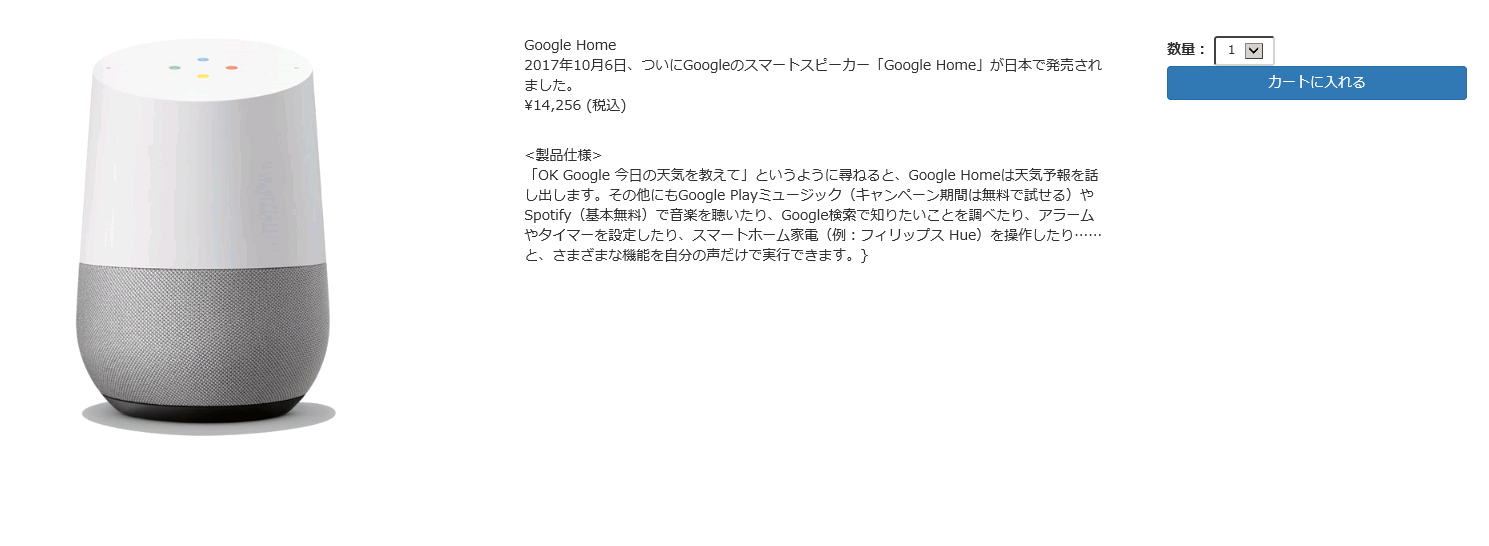 Google Home
2017年10月6日、ついにGoogleのスマートスピーカー「Google Home」が日本で発売され
ました。
¥14,256 (税込)
<製品仕様>
「OK Google 今日の天気を教えて」というように尋ねると、Google Homeは天気予報を話
し出します。その他にもGoogle Playミュージック（キャンペーン期間は無料で試せる）や
Spotify（基本無料）で音楽を聴いたり、Google検索で知りたいことを調べたり、アラーム
やタイマーを設定したり、スマートホーム家電（例：フィリップス Hue）を操作したり……
と、さまざまな機能を自分の声だけで実行できます。}
数量： 1
カートに入れる